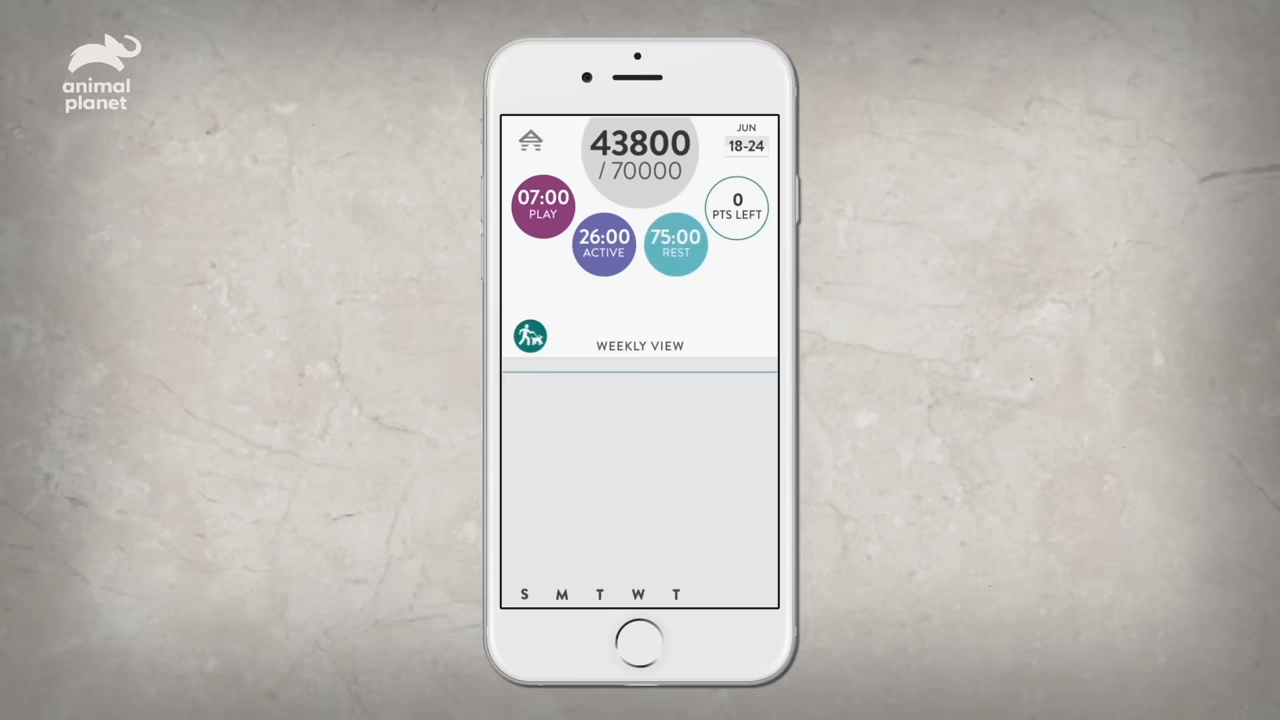 animal
planet
43800
/ 70000
JUN
18-24
07:00
PLAY
26:00
ACTIVE
75:00
REST
0
PTS LEFT
WEEKLY VIEW
S M T W T